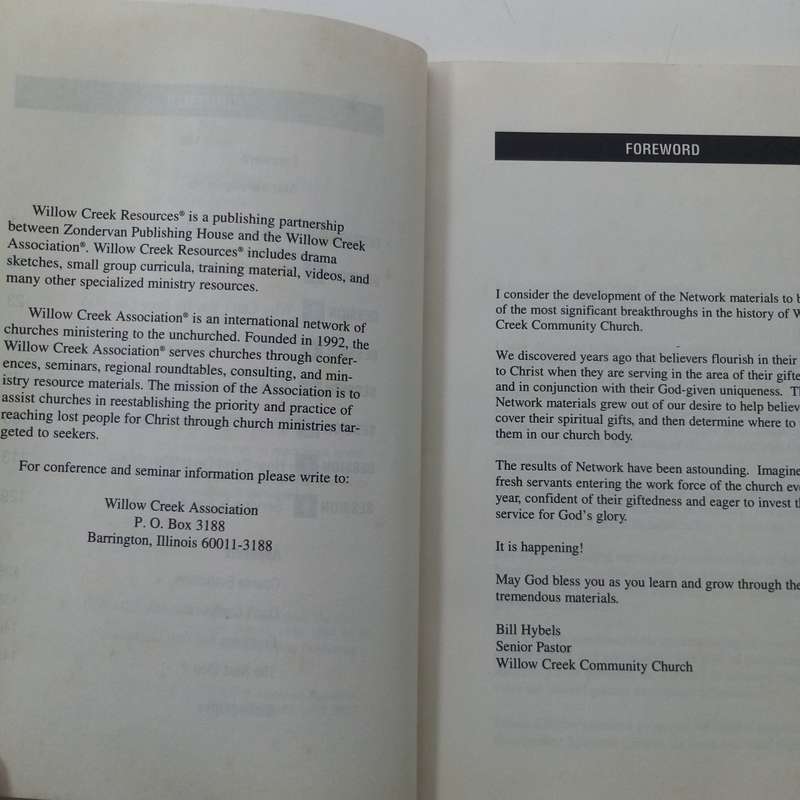 Willow Creek Resources® is a publishing partnership
between Zondervan Publishing House and the Willow Creek
Association®. Willow Creek Resources® includes drama
sketches, small group curricula, training material, videos, and
many other specialized ministry resources.
Willow Creek Association® is an international network of
churches ministering to the unchurched. Founded in 1992, the
Willow Creek Association® serves churches through confer-
ences, seminars, regional roundtables, consulting, and min-
istry resource materials. The mission of the Association is to
assist churches in reestablishing the priority and practice of
reaching lost people for Christ through church ministries tar-
geted to seekers.
For conference and seminar information please write to:
Willow Creek Association
P. O. Box 3188
Barrington, Illinois 60011-3188
FOREWORD
I consider the development of the Network materials to
of the most significant breakthroughs in the history of
Creek Community Church.
We discovered years ago that believers flourish in their
to Christ when they are serving in the area of their
and in conjunction with their God-given uniqueness.
Network materials grew out of our desire to help
cover their spiritual gifts, and then determine where to
them in our church body.
The results of Network have been astounding. Imagine
fresh servants entering the work force of the church
year, confident of their giftedness and eager to invest
service for God's glory.
It is happening!
May God bless you as you learn and grow through
tremendous materials.
Bill Hybels
Senior Pastor
Willow Creek Community Church